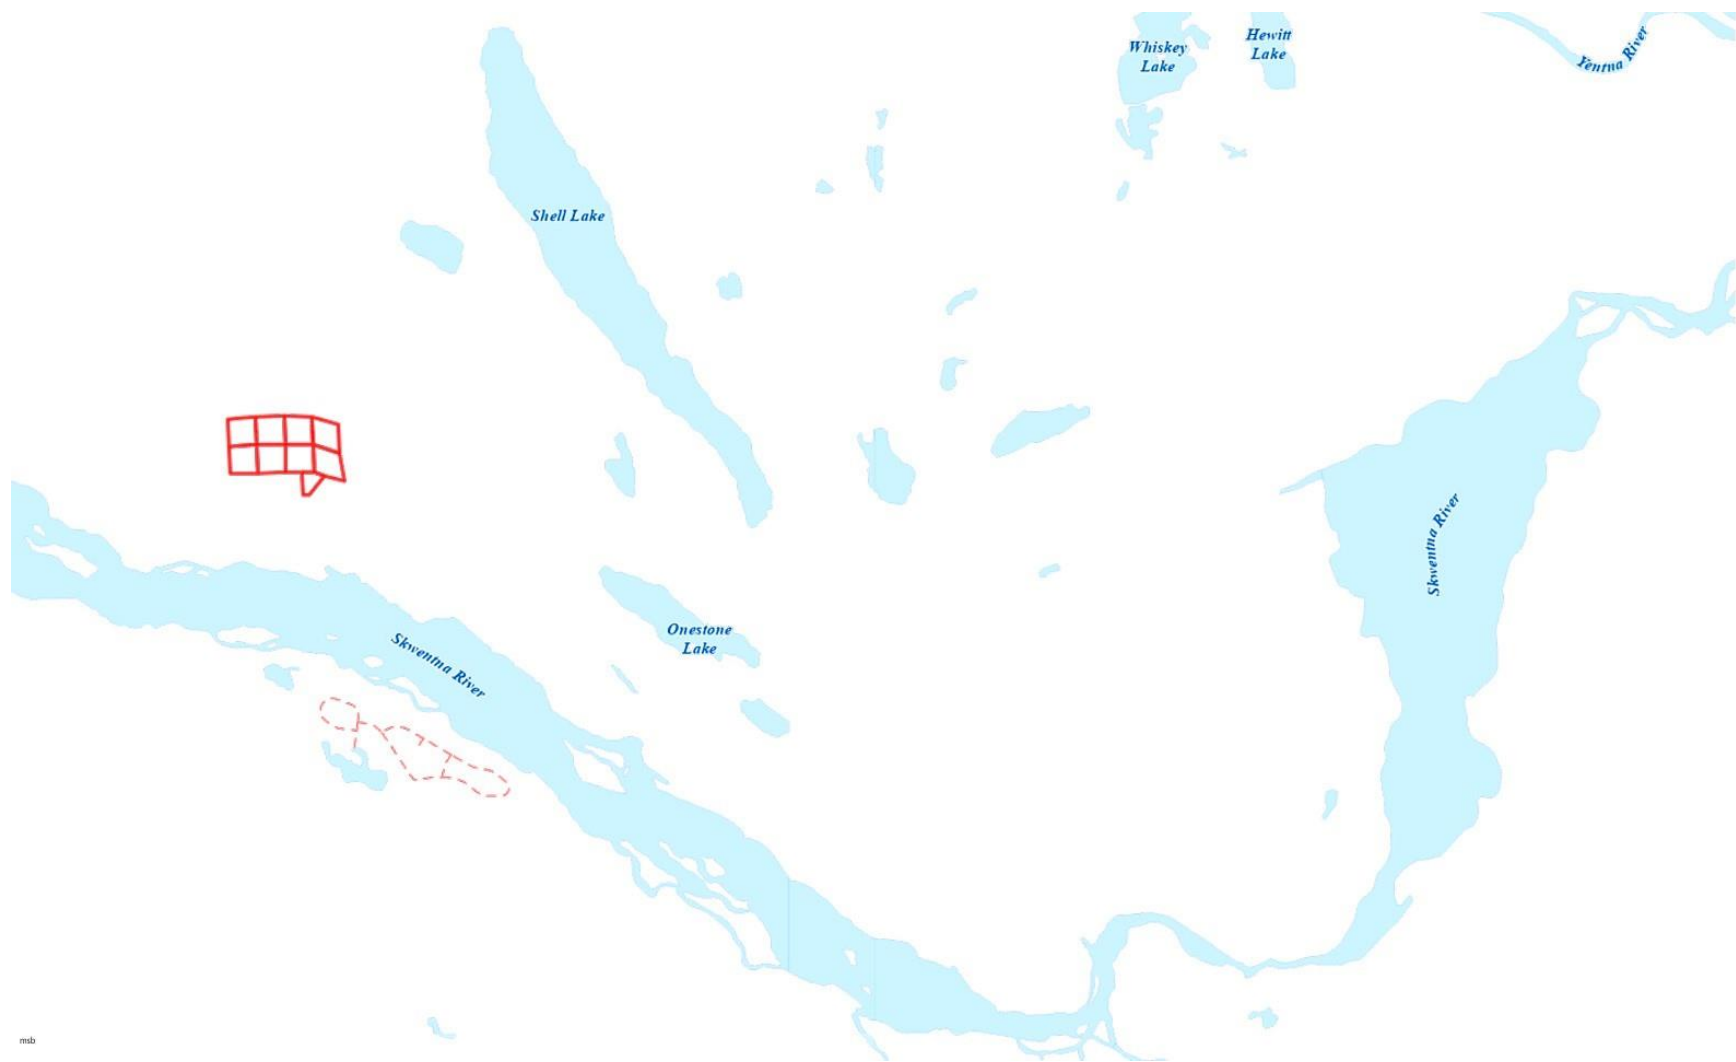 Whiskey
Lake
Hewitt
Lake
Yentna River
Shell Lake
Skwentna River
Onestone
Lake
Skwentna River
msb